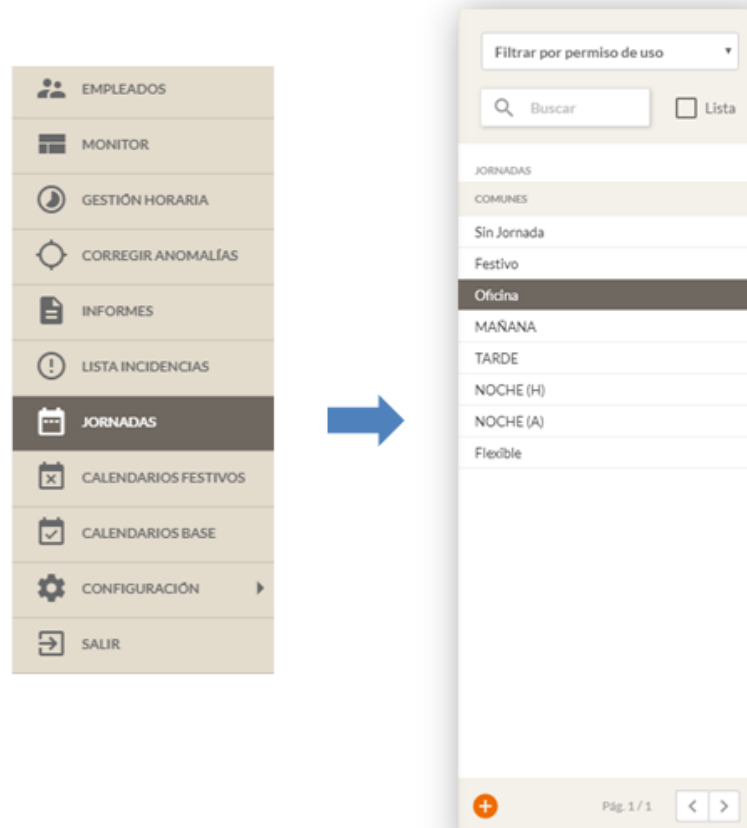 EMPLEADOS
MONITOR
GESTIÓN HORARIA
CORREGIR ANOMALÍAS
INFORMES
LISTA INCIDENCIAS
JORNADAS
CALENDARIOS FESTIVOS
CALENDARIOS BASE
CONFIGURACIÓN
SALIR
Filtrar por permiso de uso
Buscar
Lista
JORNADAS
COMUNES
Sin Jornada
Festivo
Oficina
MAÑANA
TARDE
NOCHE (H)
NOCHE (A)
Flexible
Pág. 1 / 1